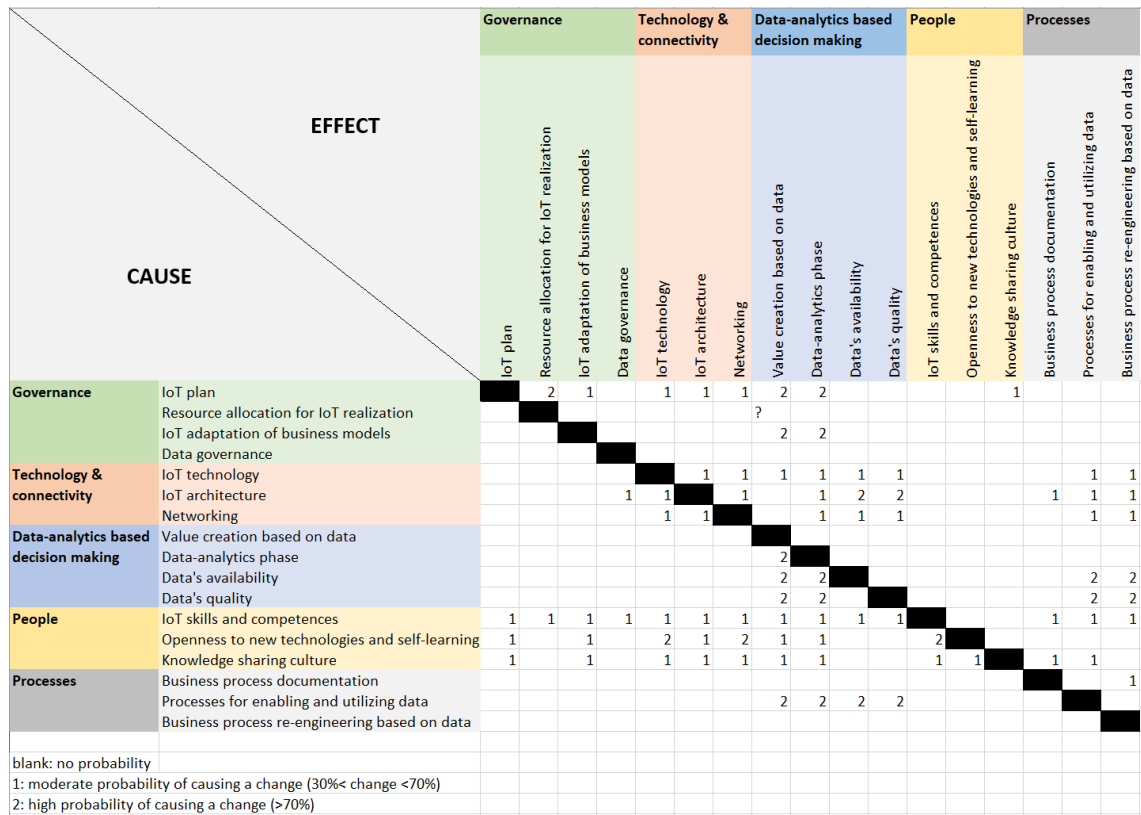 Governance
Technology &
connectivity
Data-analytics based
decision making
People
Processes
EFFECT
CAUSE
IoT plan
Resource allocation for IoT realization
IoT adaptation of business models
Data governance
IoT technology
IoT architecture
Networking
Value creation based on data
Data-analytics phase
Data's availability
Data's quality
IoT skills and competences
Openness to new technologies and self-learning
Knowledge sharing culture
Business process documentation
Processes for enabling and utilizing data
Business process re-engineering based on data
Governance IoT plan 2 1 1 1 1 2 2 1
Resource allocation for IoT realization ?
IoT adaptation of business models 2 2
Data governance
Technology & IoT technology 1 1 1 1 1 1 1 1
connectivity IoT architecture 1 1 1 1 2 2 1 1 1
Networking 1 1 1 1 1 1 1
Data-analytics based Value creation based on data
decision making Data-analytics phase 2
Data's availability 2 2 2 2
Data's quality 2 2 2 2
People IoT skills and competences 1 1 1 1 1 1 1 1 1 1 1 1 1 1
Openness to new technologies and self-learning 1 1 2 1 2 1 1 2
Knowledge sharing culture 1 1 1 1 1 1 1 1 1 1 1
Processes Business process documentation 1
Processes for enabling and utilizing data 2 2 2 2
Business process re-engineering based on data
blank: no probability
1: moderate probability of causing a change (30%< change <70%)
2: high probability of causing a change (>70%)